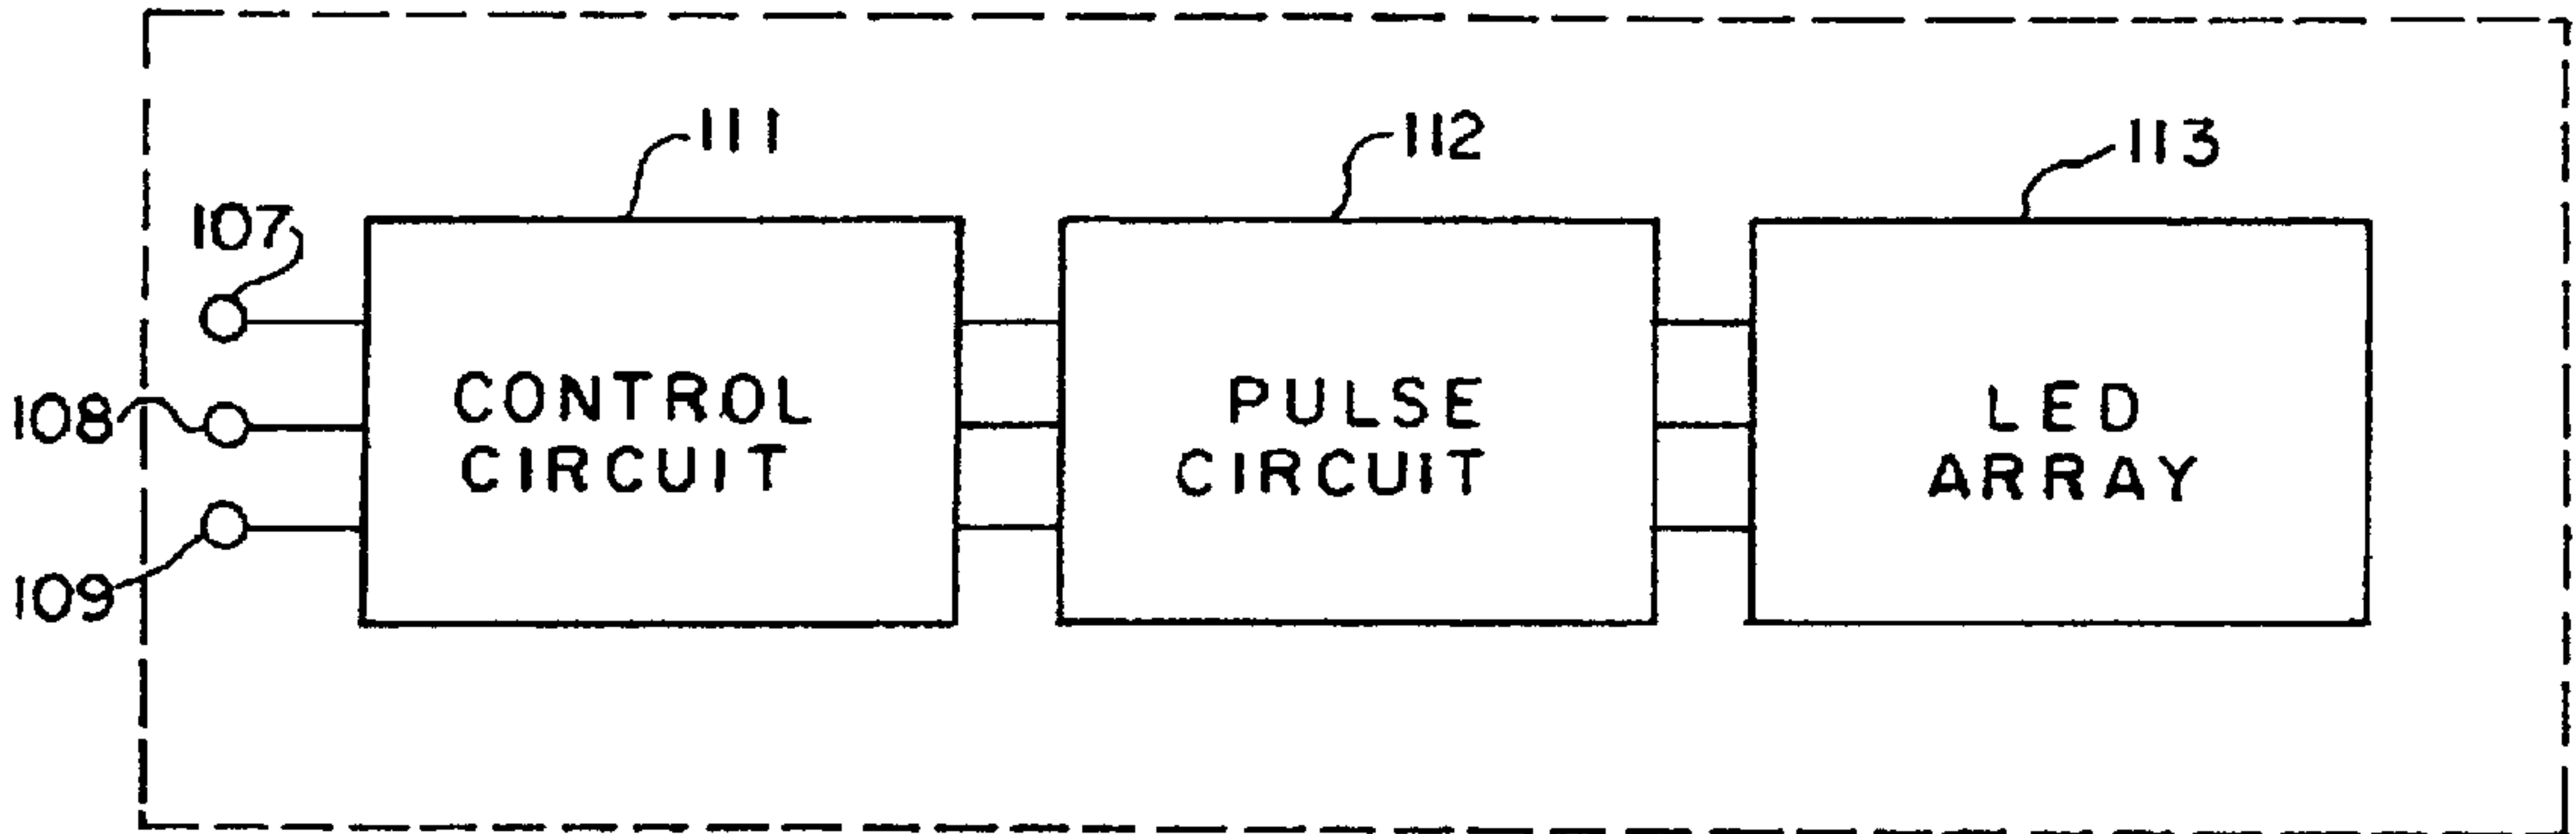 111
112
113
107
108
109
CONTROL
CIRCUIT
PULSE
CIRCUIT
LED
ARRAY